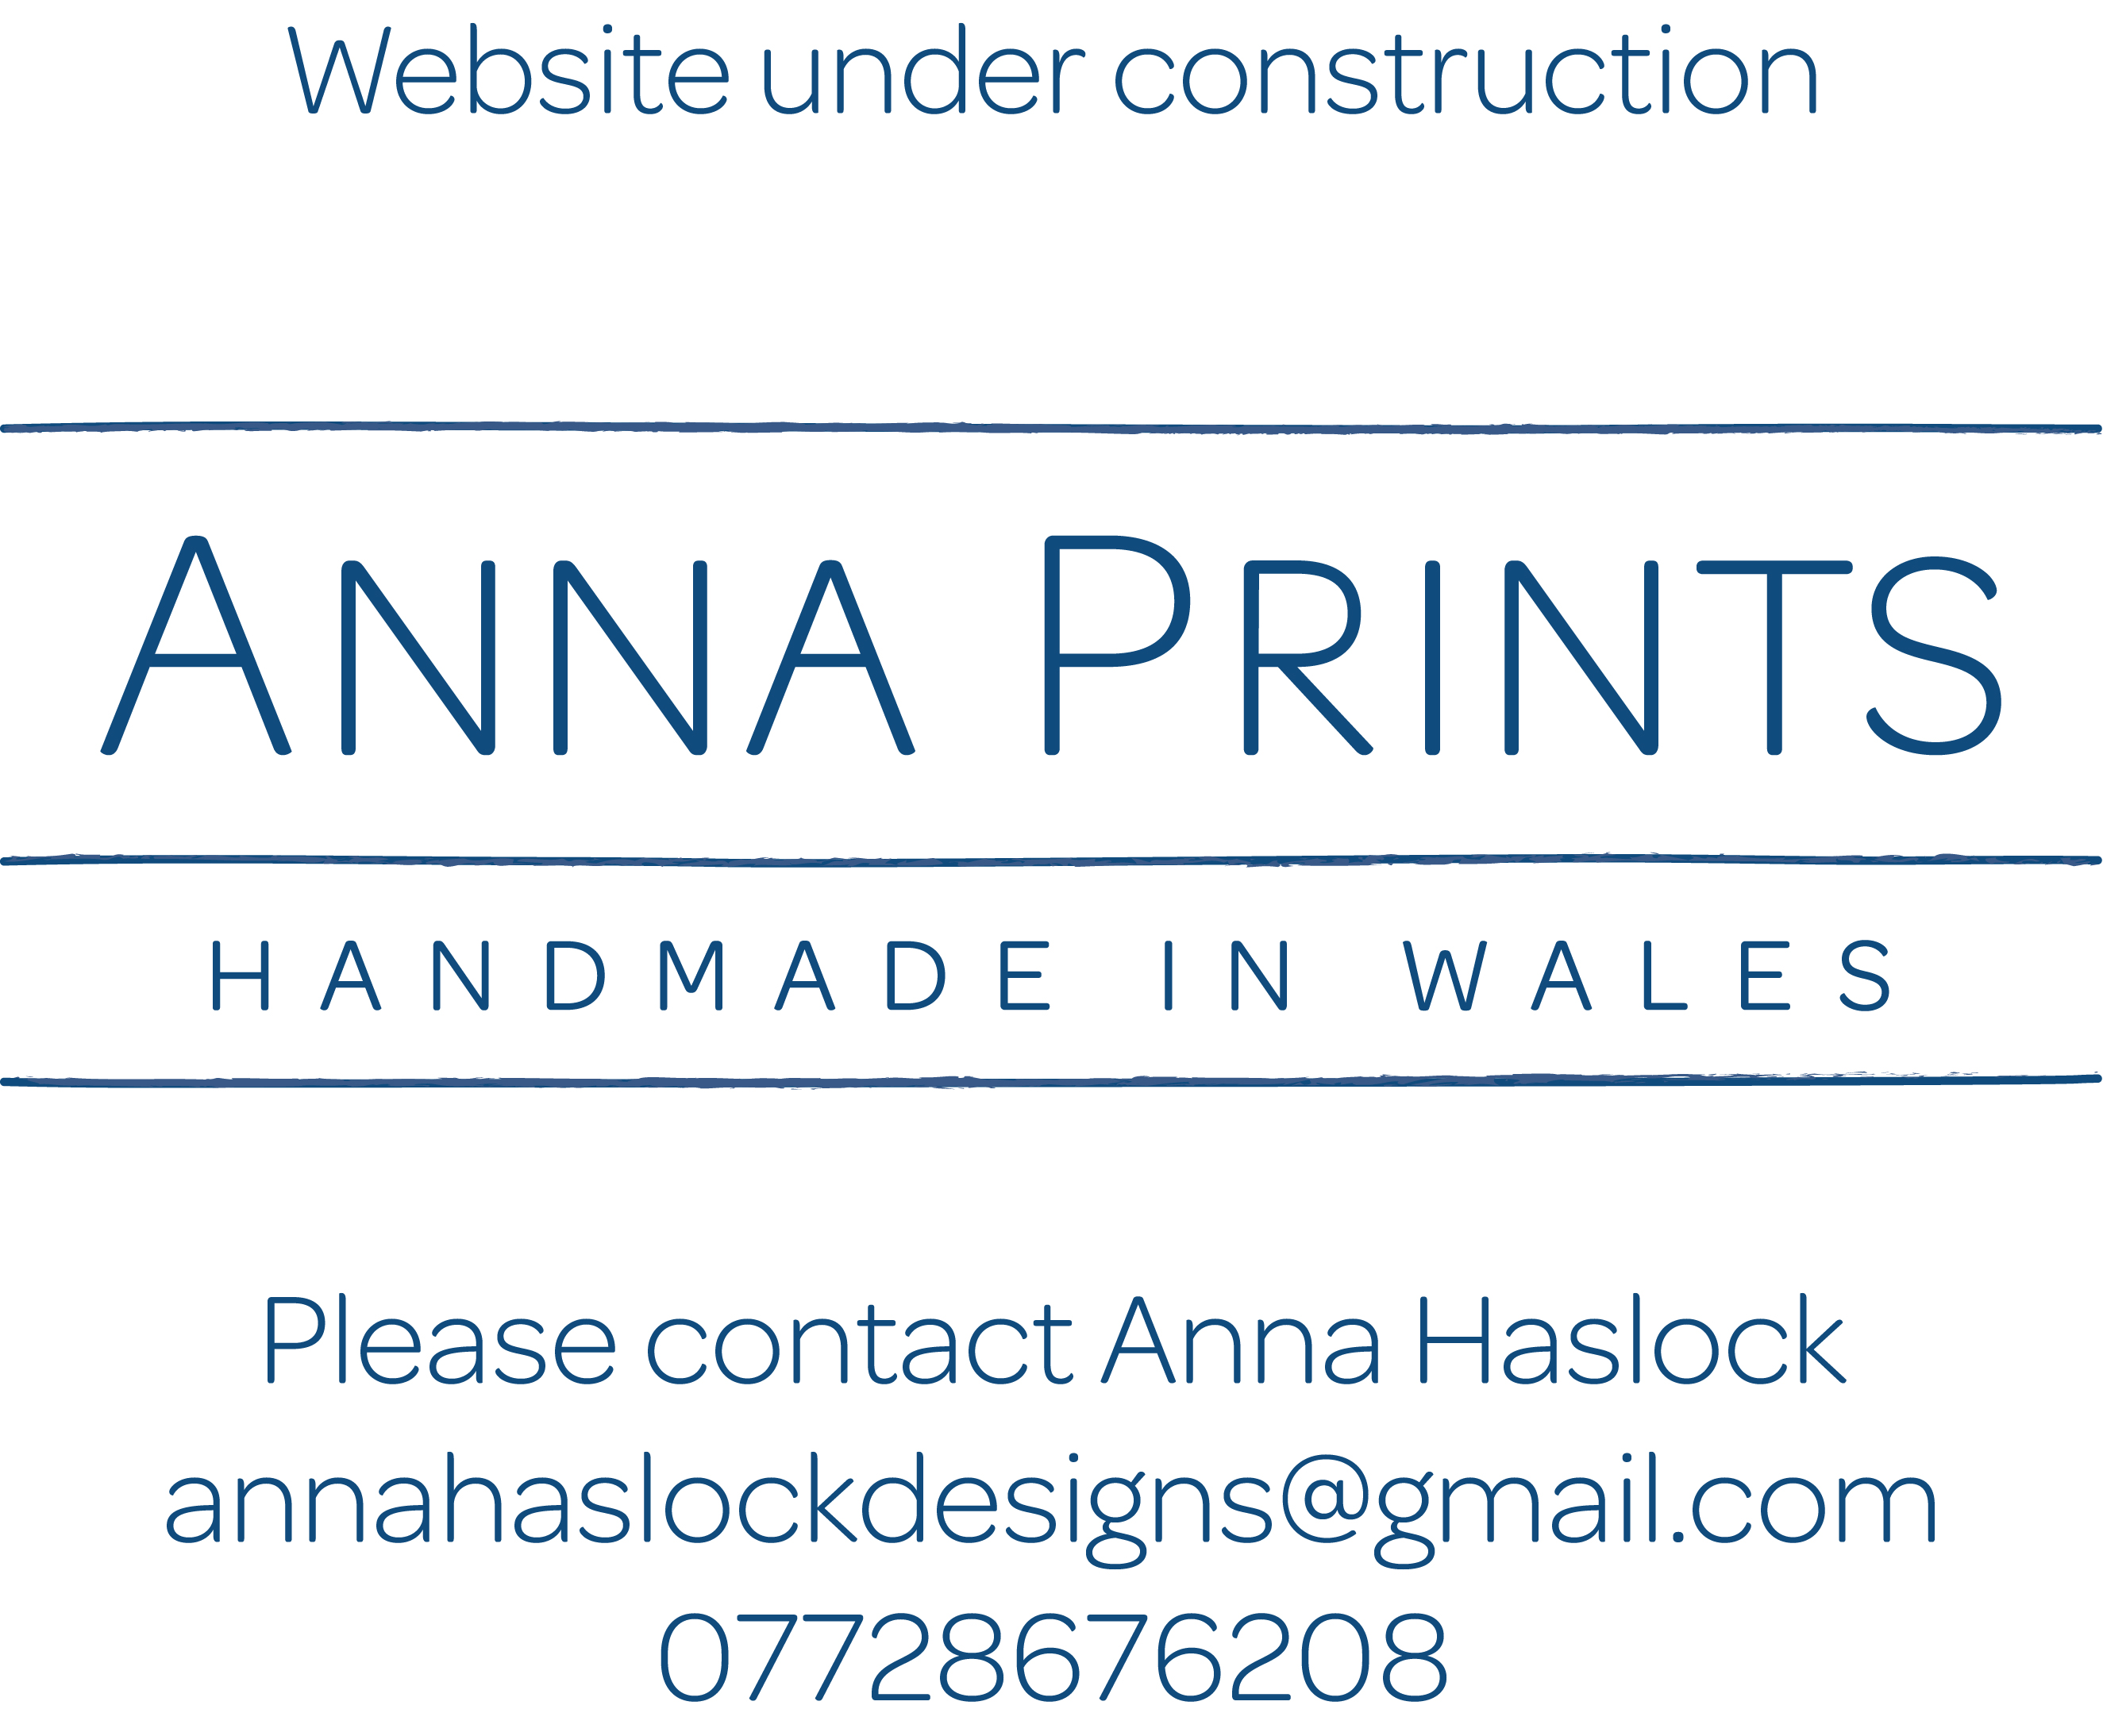 Website under construction
ANNA PRINTS
HANDMADE IN WALES
Please contact Anna Haslock
annahaslockdesigns@gmail.com
07728676208